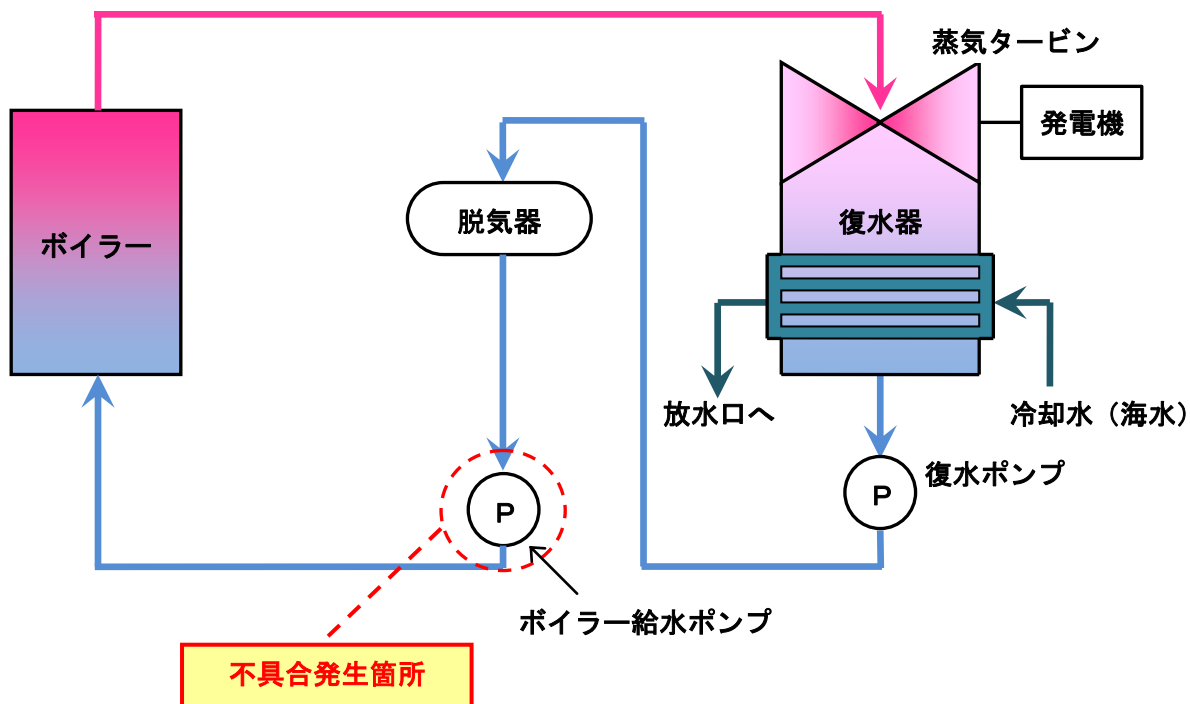 蒸気タービン
発電機
ボイラー
脱気器
復水器
放水口へ
冷却水（海水）
P
復水ポンプ
P
ボイラー給水ポンプ
不具合発生箇所